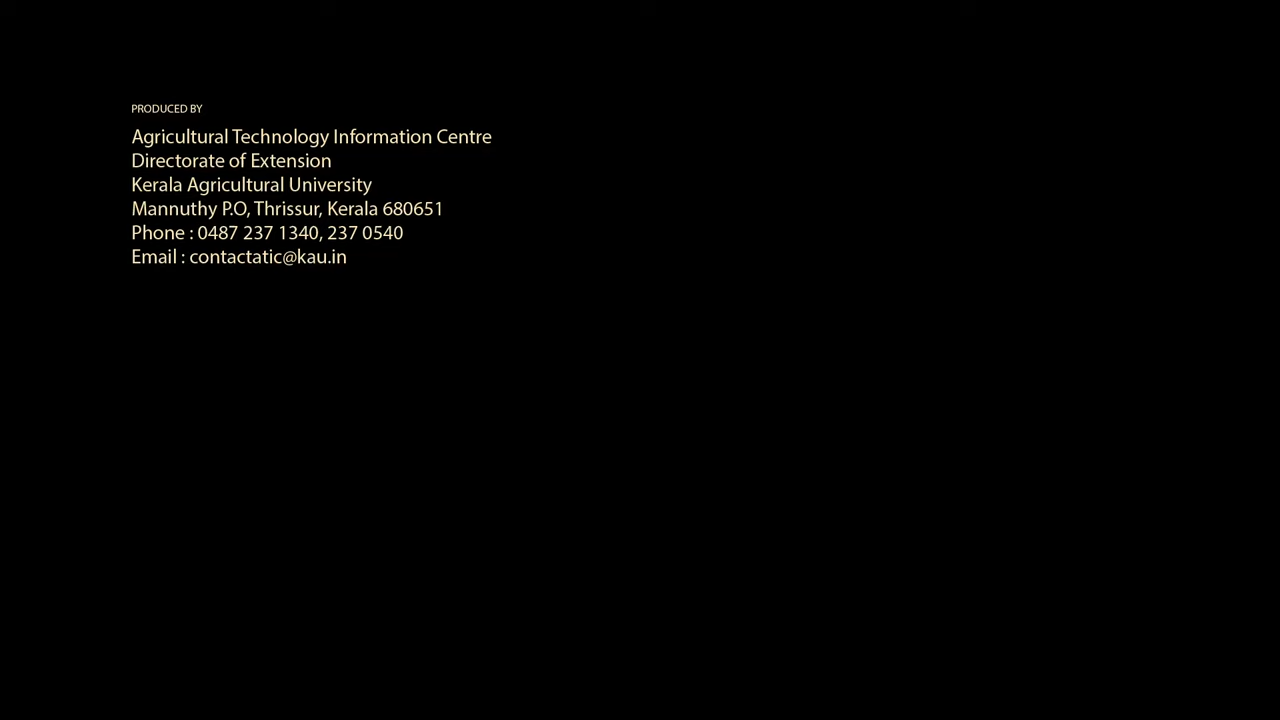 PRODUCED BY
Agricultural Technology Information Centre
Directorate of Extension
Kerala Agricultural University
Mannuthy P.O, Thrissur, Kerala 680651
Phone : 0487 237 1340, 237 0540
Email : contactatic@kau.in